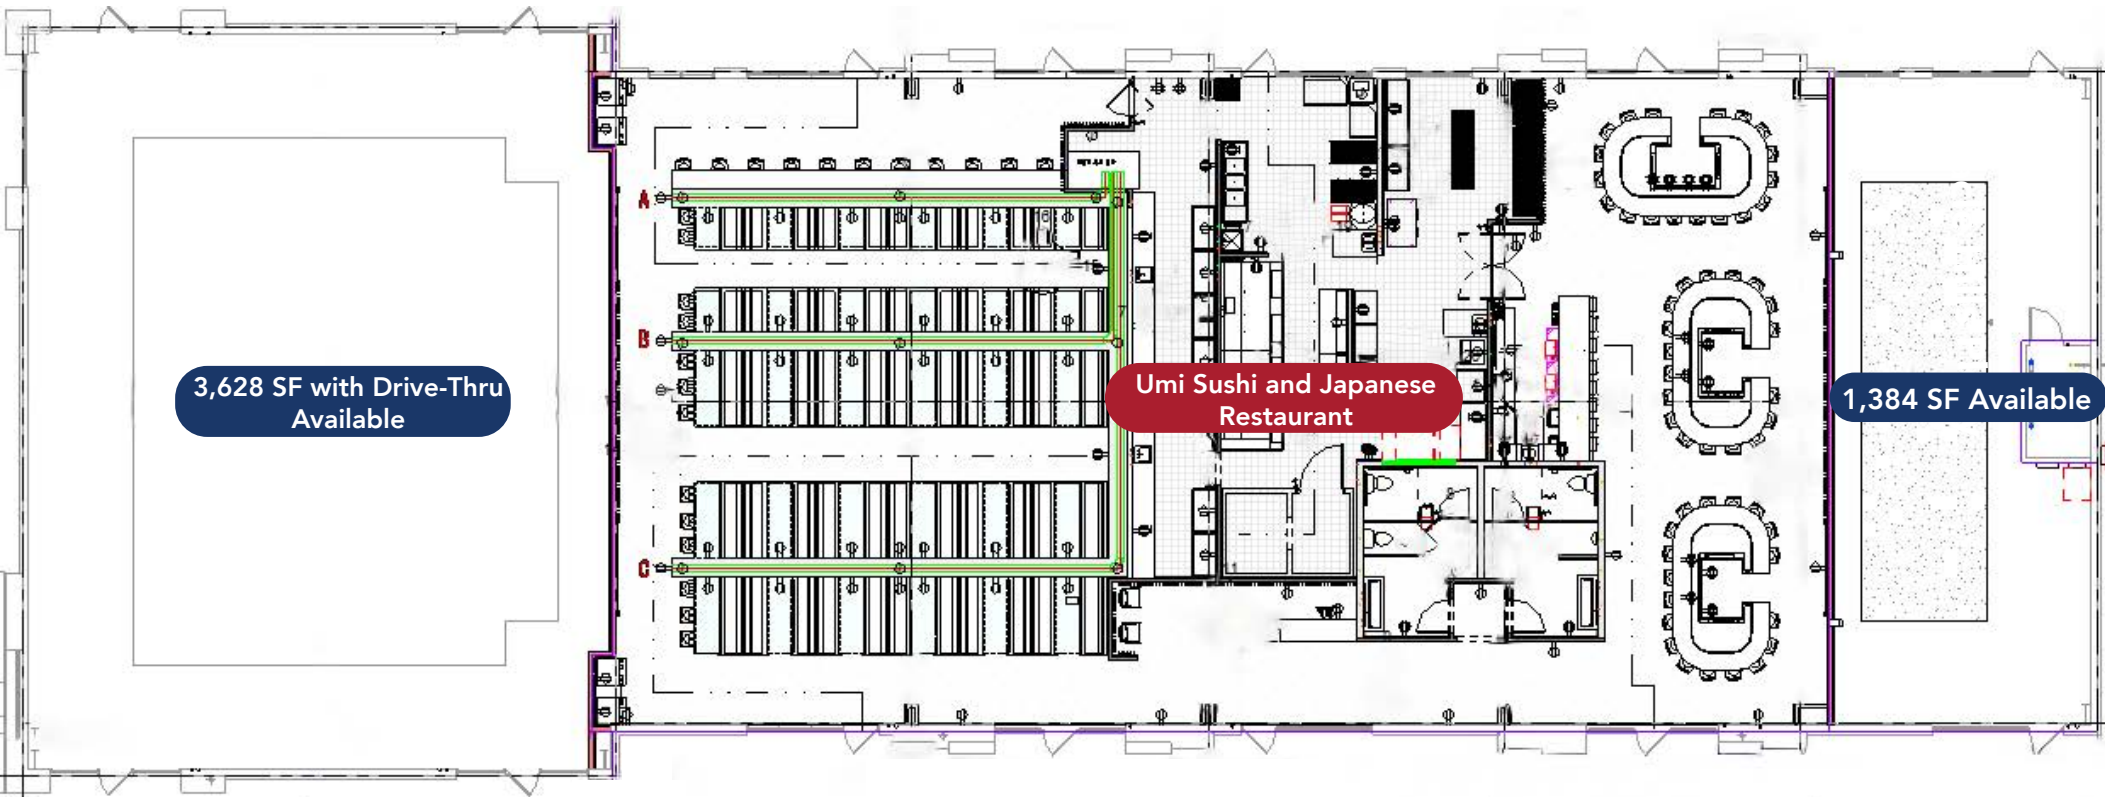 A
B
C
3,628 SF with Drive-Thru
Available
Umi Sushi and Japanese
Restaurant
1,384 SF Available